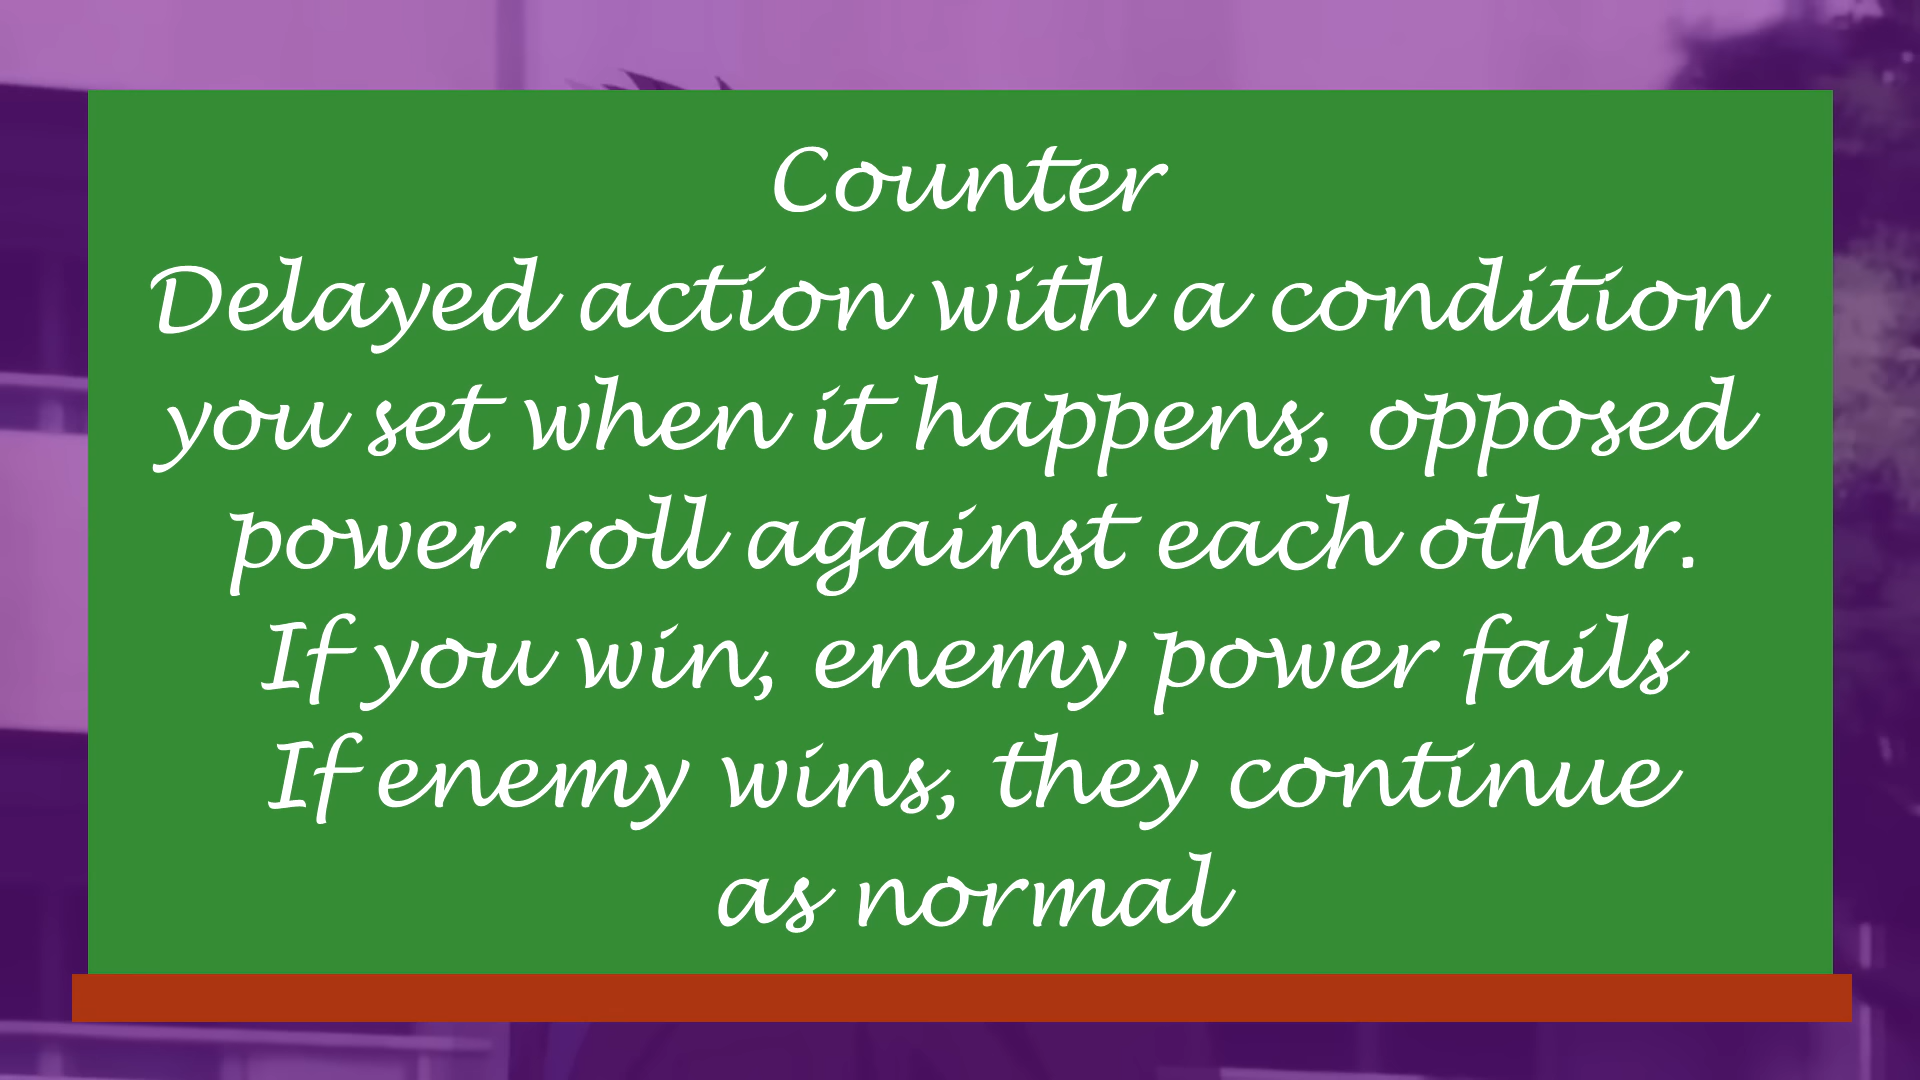 Counter
Delayed action with a condition
you set when it happens, opposed
power roll against each other.
If you win, enemy power fails
If enemy wins, they continue
as normal